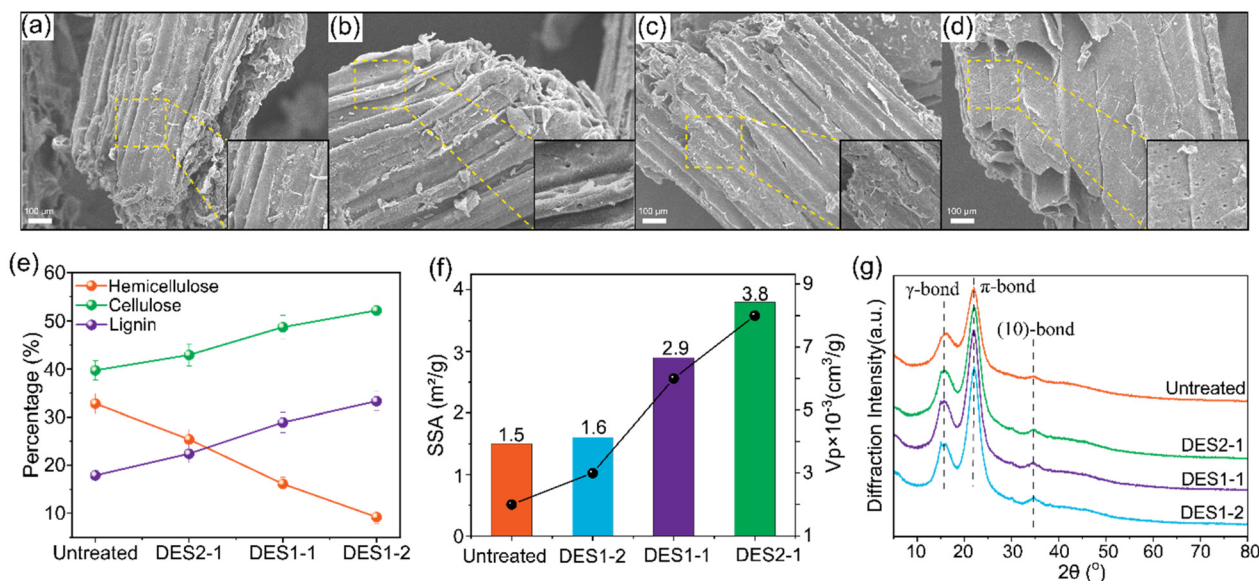 (a)
(b)
(c)
(d)
100 μm
100 μm
100 μm
100 μm
(e)
60
50
40
30
20
10
Percentage (%)
Hemicellulose
Cellulose
Lignin
Untreated DES2-1 DES1-1 DES1-2
(f)
4
3
2
1
0
SSA (m²/g)
1.5
1.6
2.9
3.8
9
7
5
3
1
Vp×10⁻³(cm³/g)
Untreated DES1-2 DES1-1 DES2-1
(g)
Diffraction Intensity(a.u.)
γ-bond
π-bond
(10)-bond
Untreated
DES2-1
DES1-1
DES1-2
10 20 30 40 50 60 70 80
2θ (°)